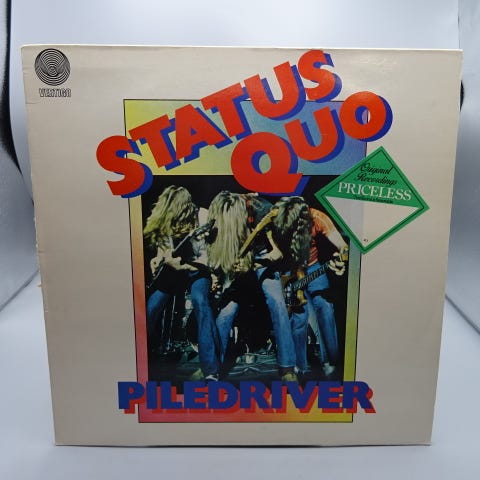 VERTIGO
STATUS
QUO
Original
Recordings
PRICELESS
PILEDRIVER